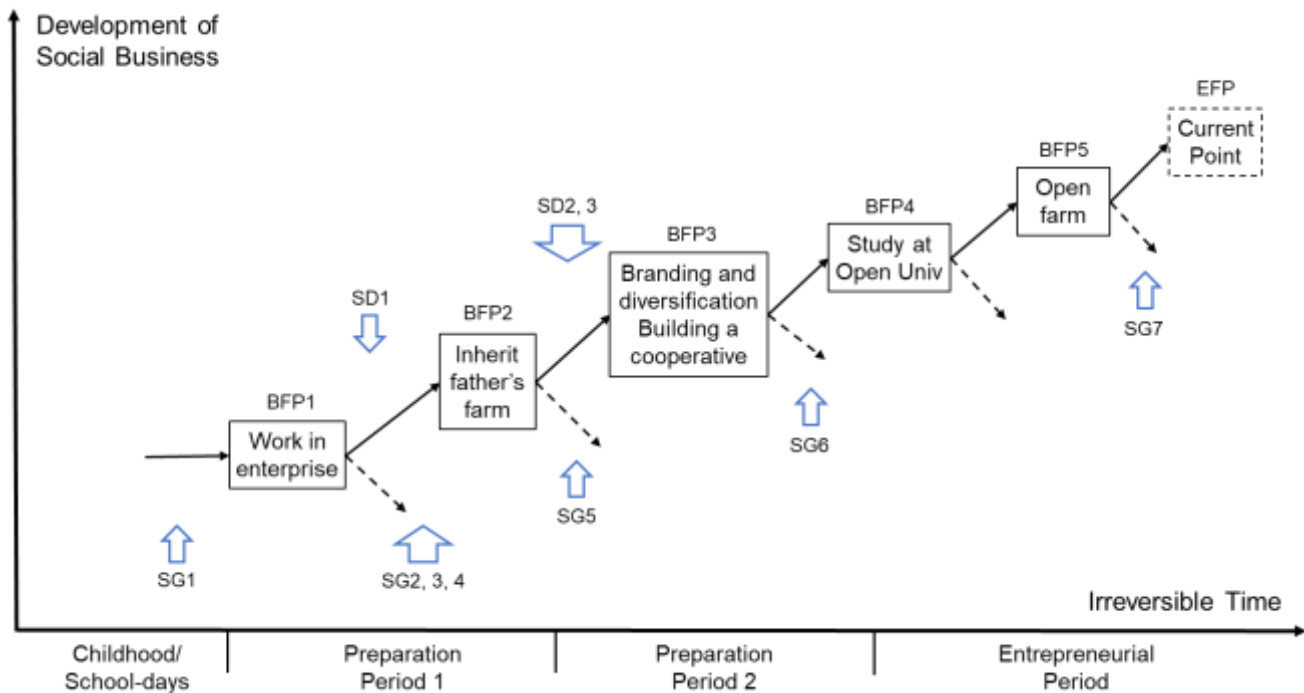 Development of
Social Business
EFP
Current
Point
BFP5
Open
farm
SD2, 3
BFP4
BFP3
Study at
Open Univ
Branding and
diversification
Building a
cooperative
SD1
BFP2
SG7
Inherit
father's
farm
BFP1
Work in
enterprise
SG6
SG5
SG1
SG2, 3, 4
Irreversible Time
Childhood/
School-days
Preparation
Period 1
Preparation
Period 2
Entrepreneurial
Period